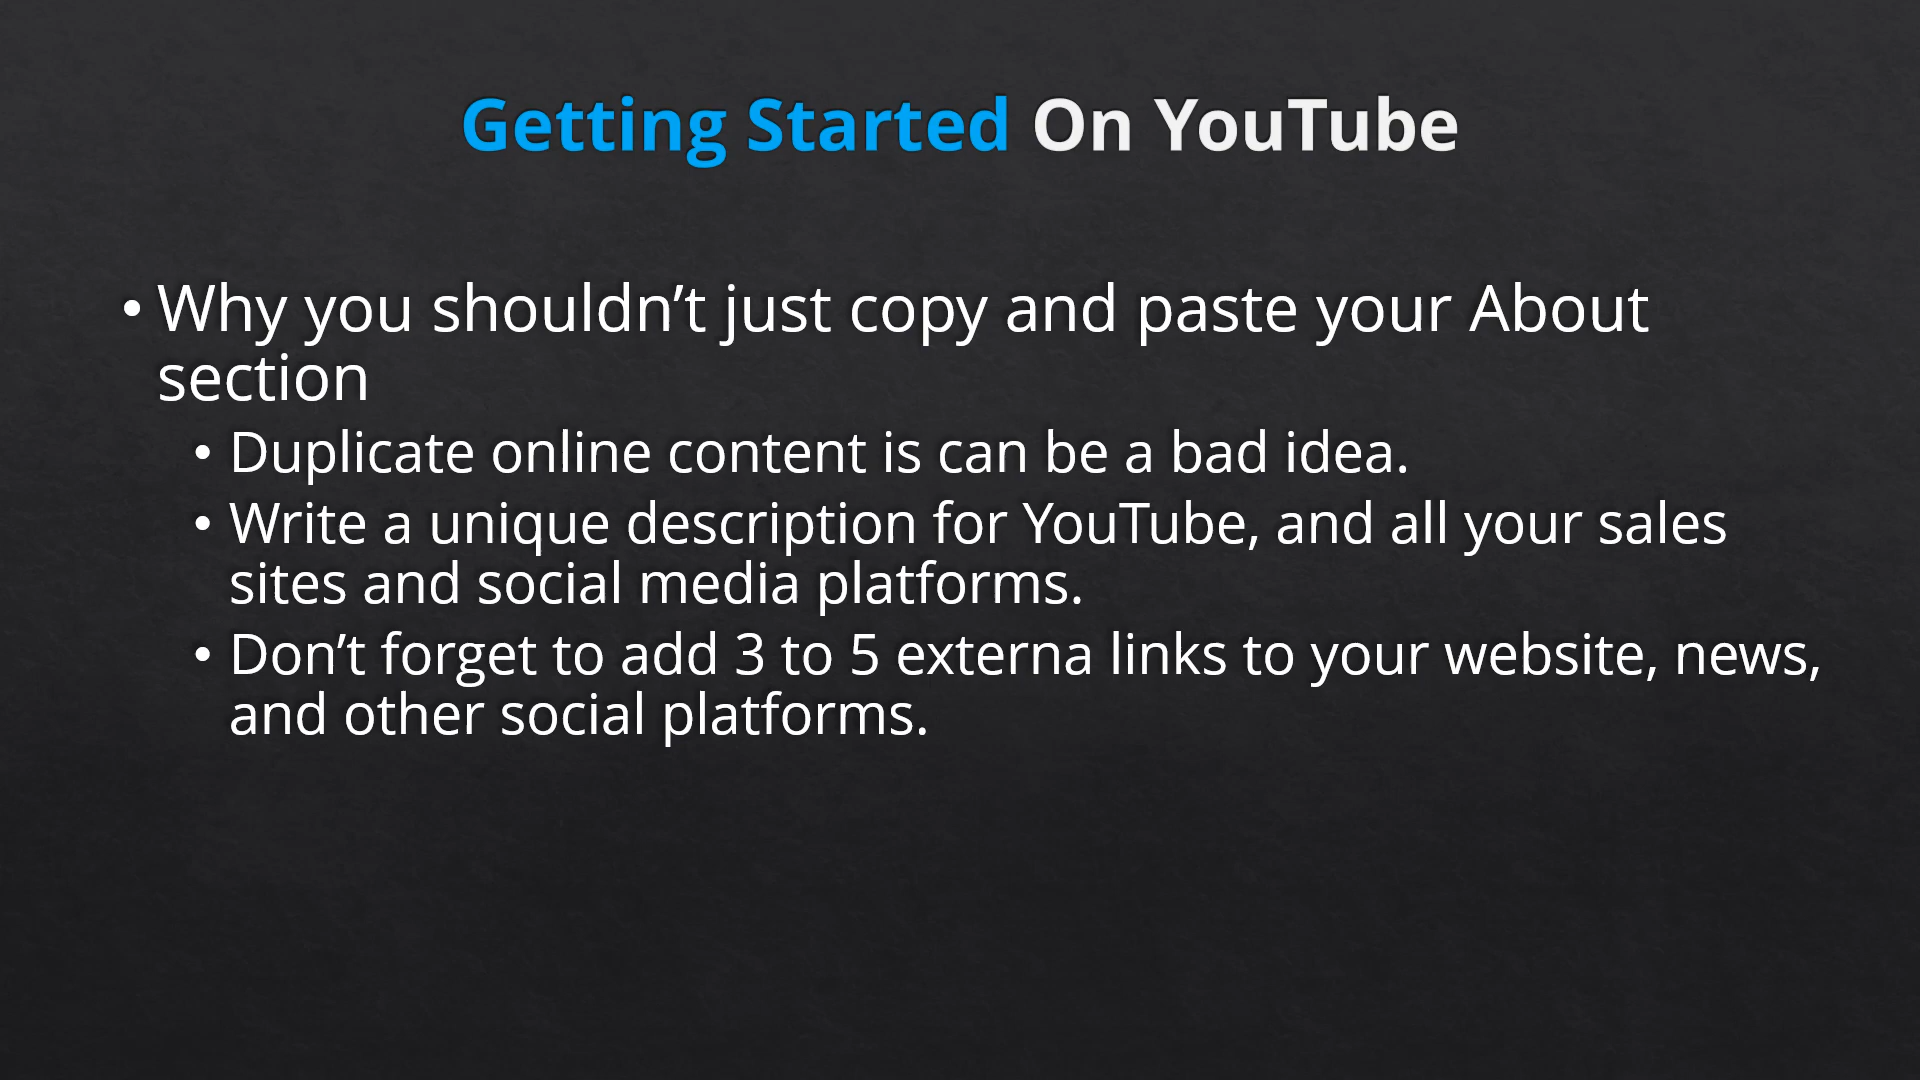 Getting Started On YouTube
• Why you shouldn’t just copy and paste your About
section
• Duplicate online content is can be a bad idea.
• Write a unique description for YouTube, and all your sales
sites and social media platforms.
• Don’t forget to add 3 to 5 externa links to your website, news,
and other social platforms.